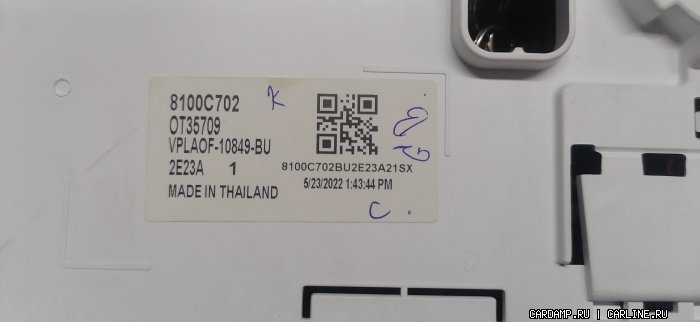 8100C702 K
OT35709
VPLAOF-10849-BU
2E23A 1
MADE IN THAILAND
8100C702BU2E23A21SX
5/23/2022 1:43:44 PM
C
CARDAMP.RU | CARLINE.RU